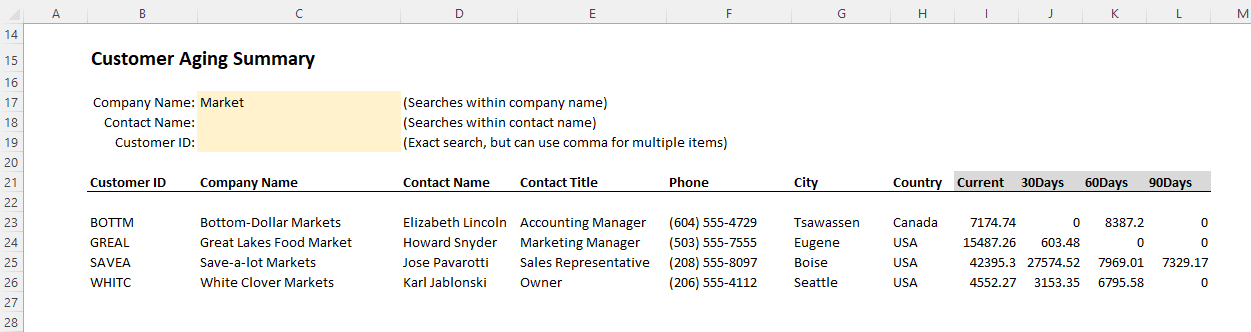 A B C D E F G H I J K L M
14
15 Customer Aging Summary
16
17 Company Name: Market (Searches within company name)
18 Contact Name: (Searches within contact name)
19 Customer ID: (Exact search, but can use comma for multiple items)
20
21 Customer ID Company Name Contact Name Contact Title Phone City Country Current 30Days 60Days 90Days
22
23 BOTTM Bottom-Dollar Markets Elizabeth Lincoln Accounting Manager (604) 555-4729 Tsawassen Canada 7174.74 0 8387.2 0
24 GREAL Great Lakes Food Market Howard Snyder Marketing Manager (503) 555-7555 Eugene USA 15487.26 603.48 0 0
25 SAVEA Save-a-lot Markets Jose Pavarotti Sales Representative (208) 555-8097 Boise USA 42395.3 27574.52 7969.01 7329.17
26 WHITC White Clover Markets Karl Jablonski Owner (206) 555-4112 Seattle USA 4552.27 3153.35 6795.58 0
27
28